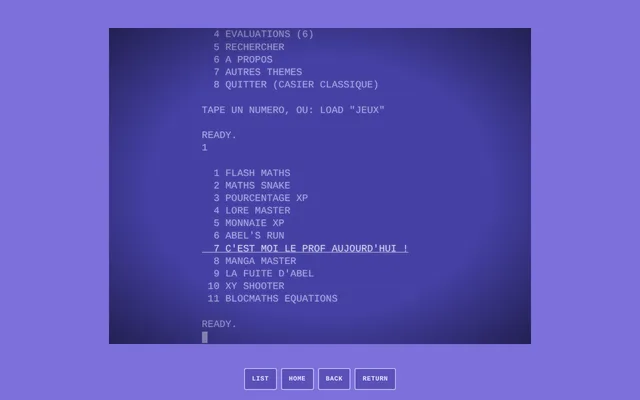 4 EVALUATIONS (6)
5 RECHERCHER
6 A PROPOS
7 AUTRES THEMES
8 QUITTER (CASIER CLASSIQUE)
TAPE UN NUMERO, OU: LOAD "JEUX"
READY.
1
1 FLASH MATHS
2 MATHS SNAKE
3 POURCENTAGE XP
4 LORE MASTER
5 MONNAIE XP
6 ABEL'S RUN
7 C'EST MOI LE PROF AUJOURD'HUI !
8 MANGA MASTER
9 LA FUITE D'ABEL
10 XY SHOOTER
11 BLOCMATHS EQUATIONS
READY.
LIST HOME BACK RETURN